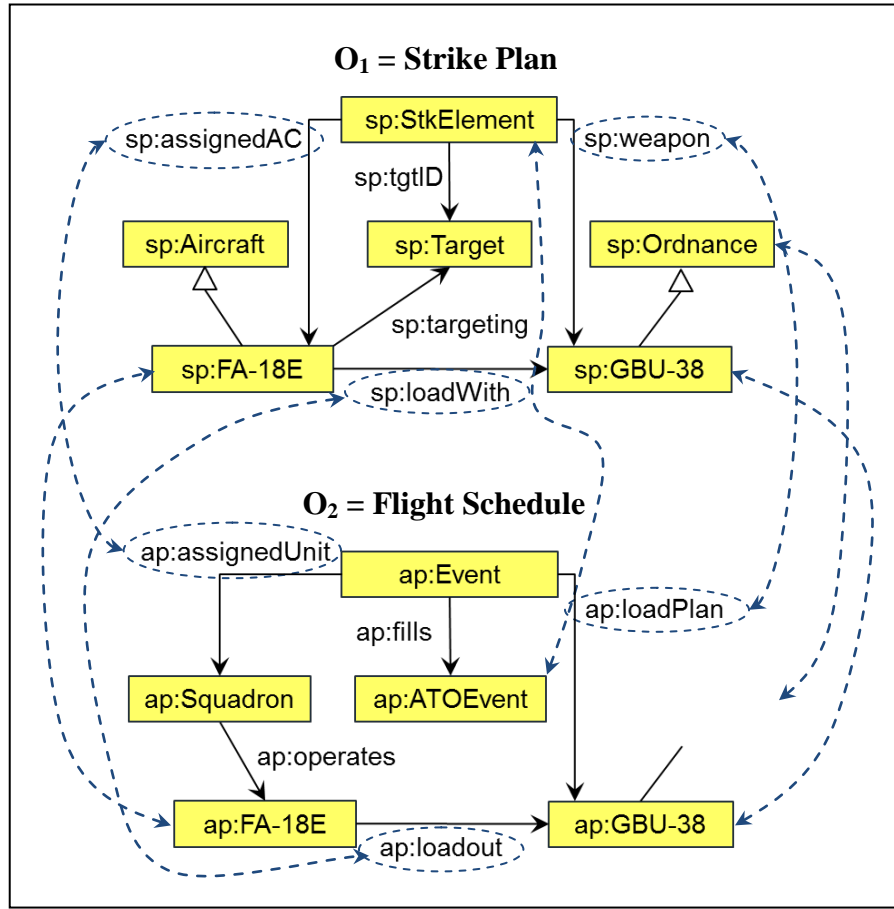 O₁ = Strike Plan
sp:StkElement
sp:assignedAC
sp:weapon
sp:tgtID
sp:Aircraft
sp:Target
sp:Ordnance
sp:targeting
sp:FA-18E
sp:GBU-38
sp:loadWith
O₂ = Flight Schedule
ap:assignedUnit
ap:Event
ap:loadPlan
ap:fills
ap:Squadron
ap:ATOEvent
ap:operates
ap:FA-18E
ap:GBU-38
ap:loadout